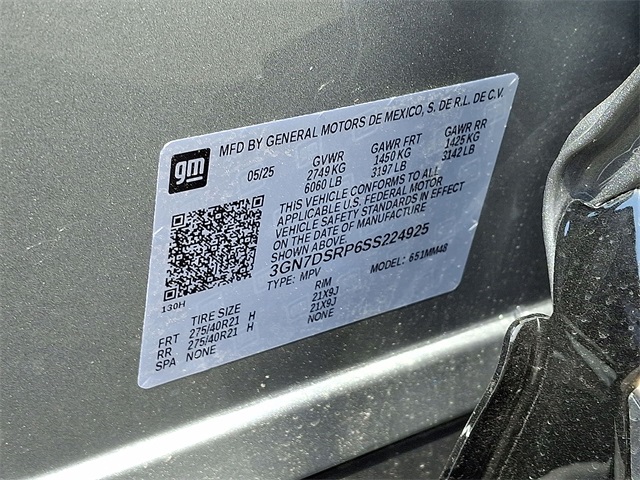 gm
MFD BY GENERAL MOTORS DE MEXICO, S. DE R.L. DE C.V.
05/25 GVWR GAWR FRT GAWR RR
2749 KG 1450 KG 1425 KG
6060 LB 3197 LB 3142 LB
THIS VEHICLE CONFORMS TO ALL
APPLICABLE U.S. FEDERAL MOTOR
VEHICLE SAFETY STANDARDS IN EFFECT
ON THE DATE OF MANUFACTURE
SHOWN ABOVE.
3GN7DSRP6SS224925
TYPE: MPV MODEL: 651MM48
130H
TIRE SIZE RIM
FRT 275/40R21 H 21X9J
RR 275/40R21 H 21X9J
SPA NONE NONE